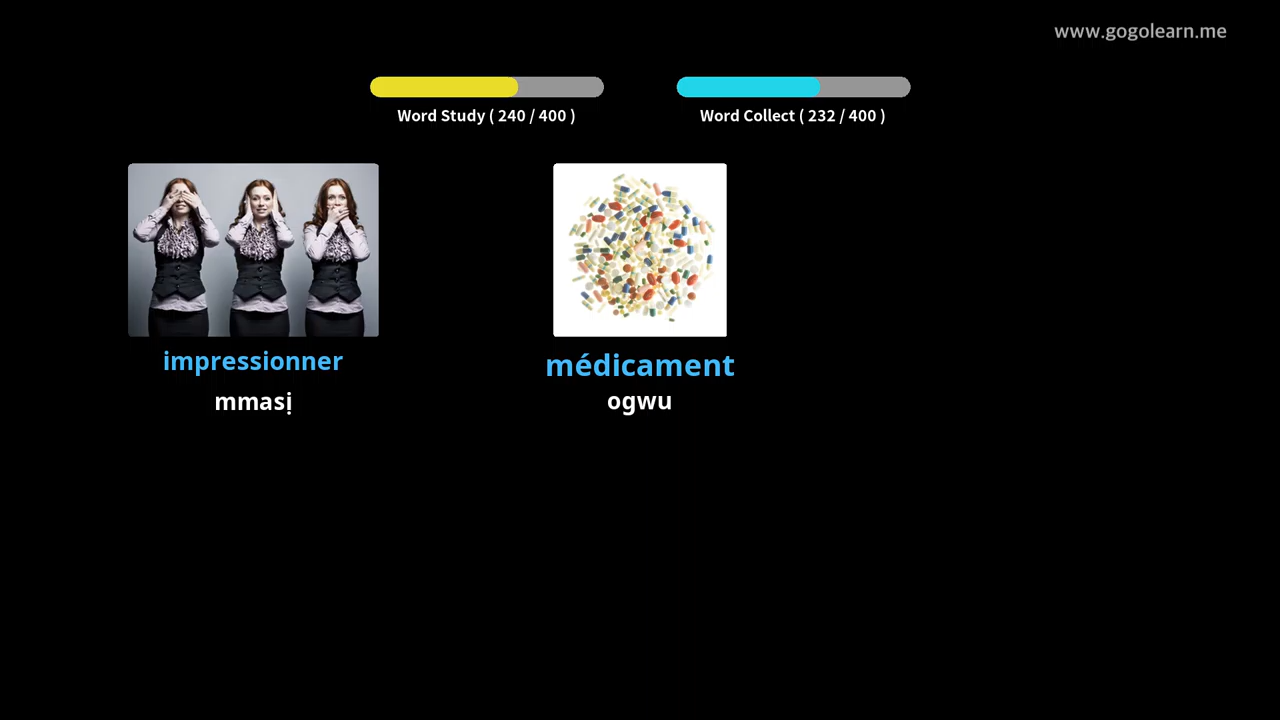 www.gogolearn.me
Word Study ( 240 / 400 )
Word Collect ( 232 / 400 )
impressionner
mmasị
médicament
ogwu